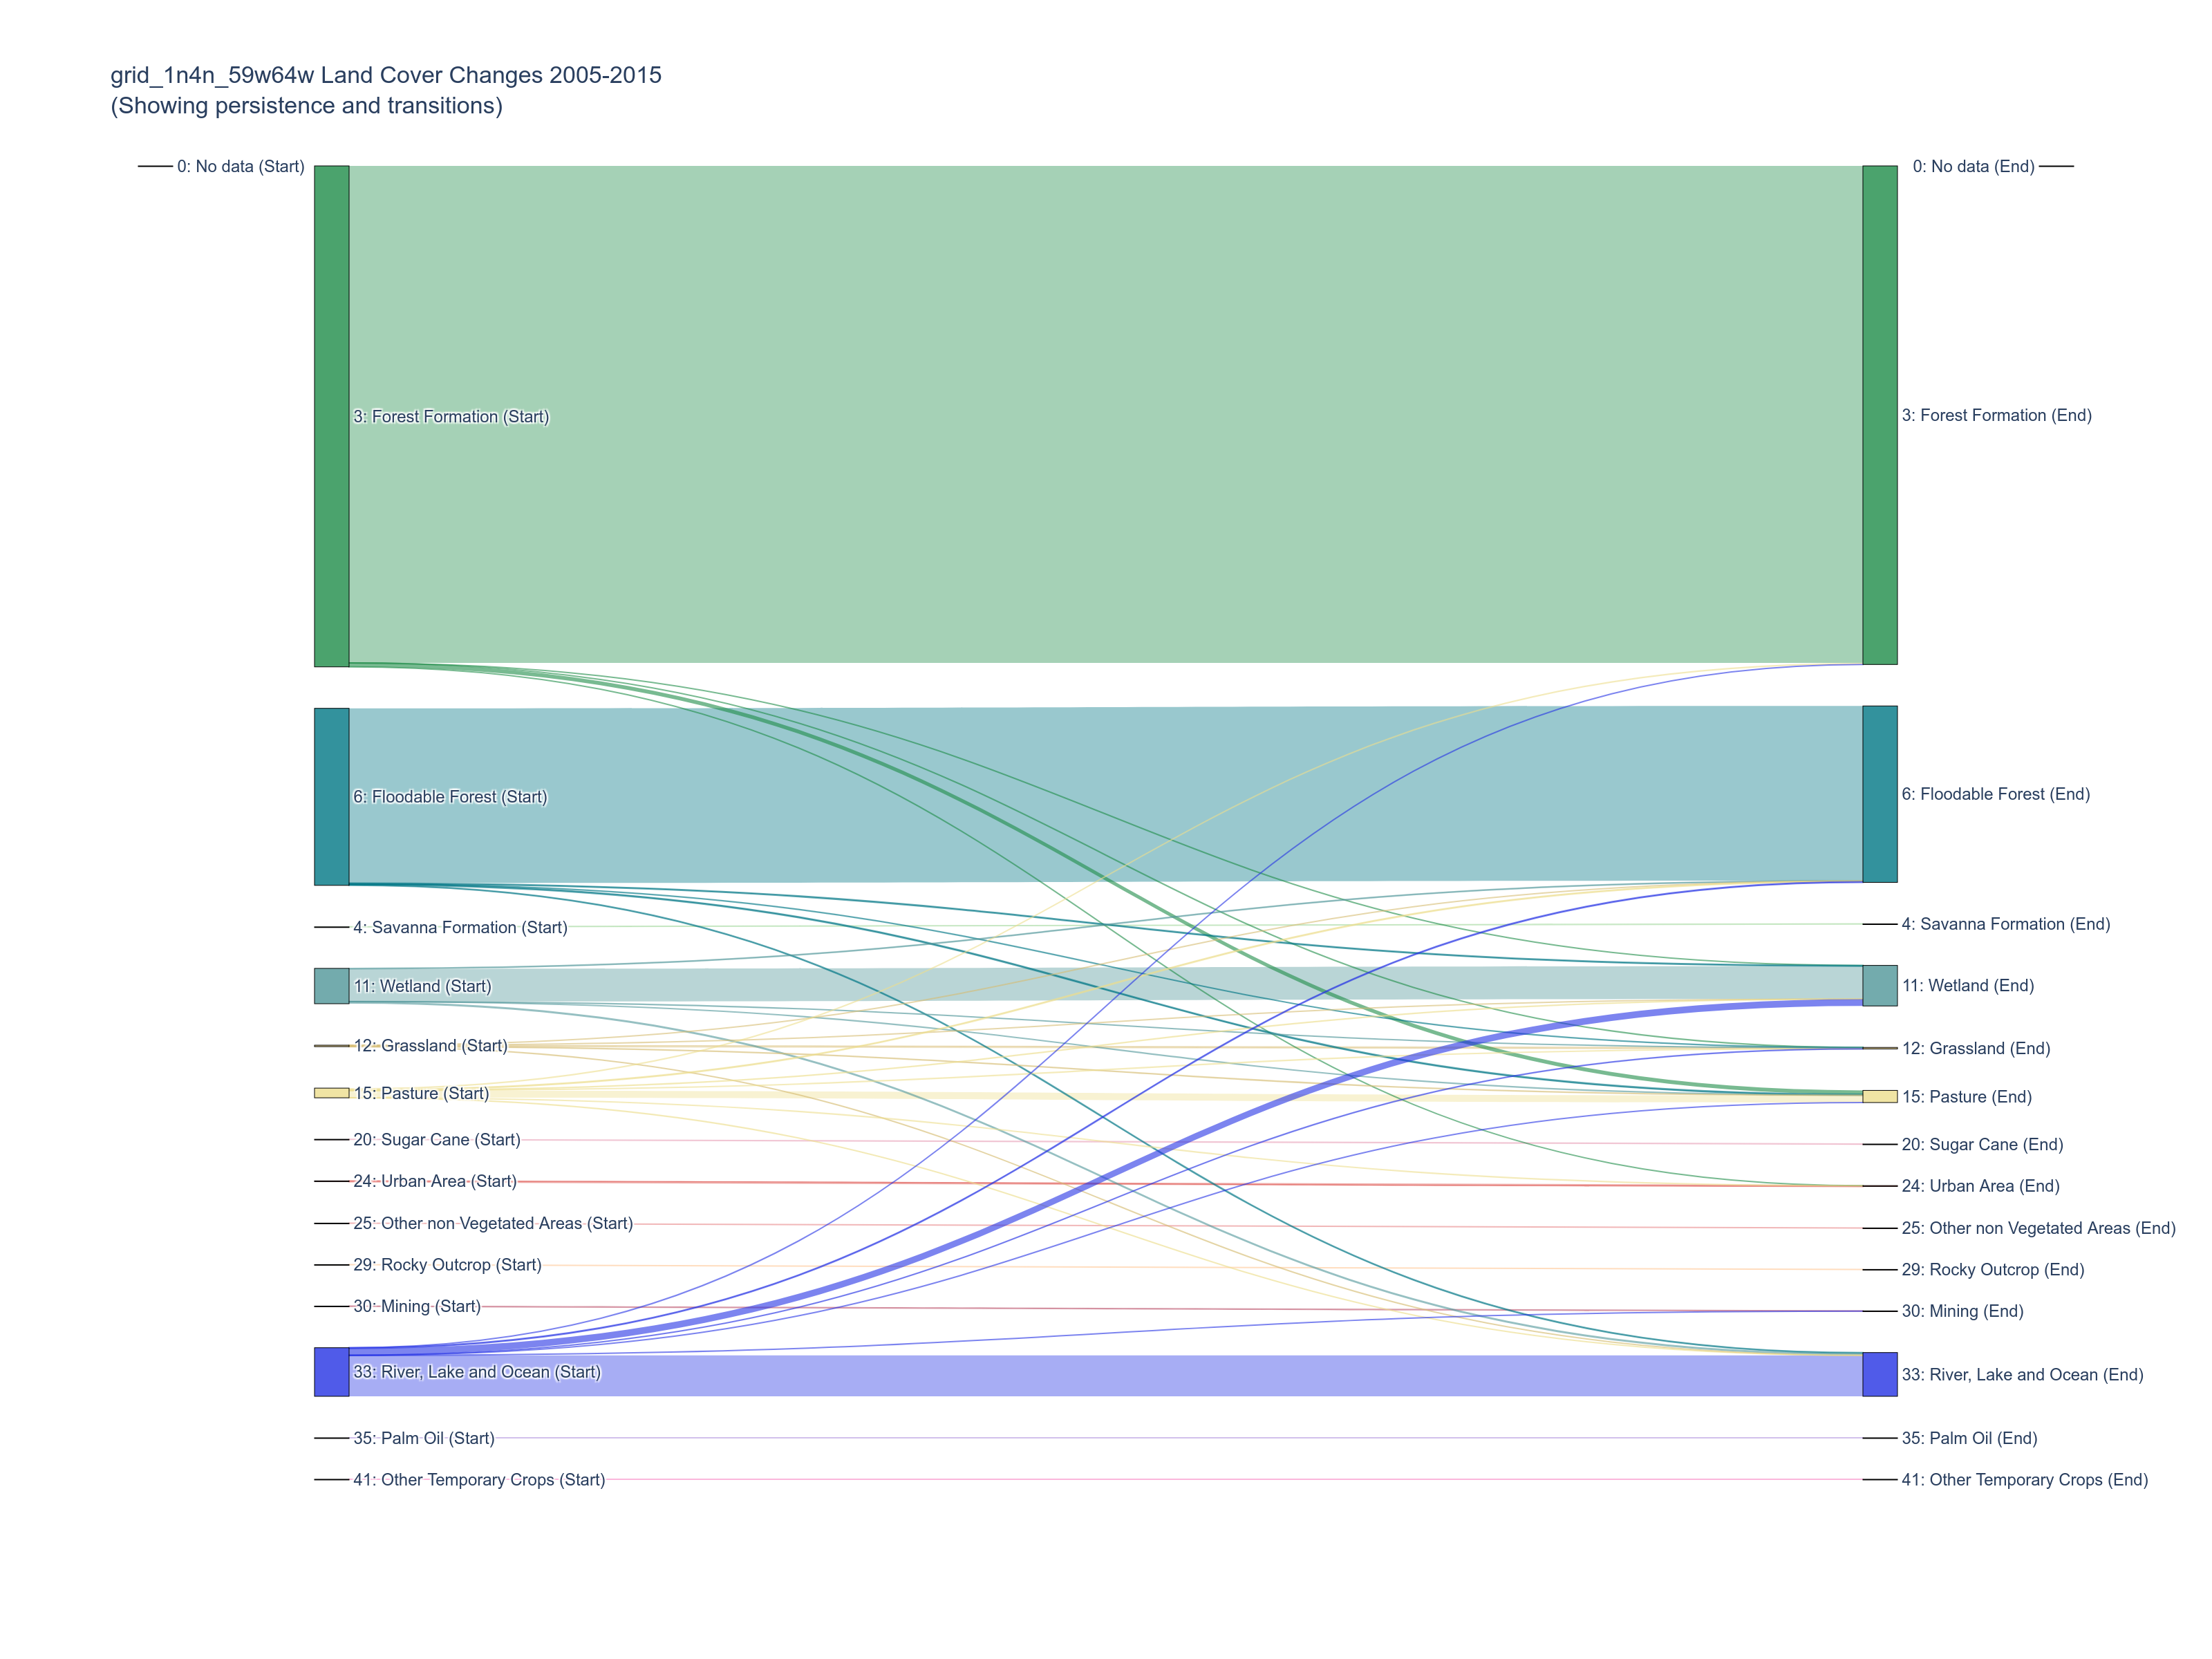 grid_1n4n_59w64w Land Cover Changes 2005-2015
(Showing persistence and transitions)
0: No data (Start)
0: No data (End)
3: Forest Formation (Start)
3: Forest Formation (End)
6: Floodable Forest (Start)
6: Floodable Forest (End)
4: Savanna Formation (Start)
4: Savanna Formation (End)
11: Wetland (Start)
11: Wetland (End)
12: Grassland (Start)
12: Grassland (End)
15: Pasture (Start)
15: Pasture (End)
20: Sugar Cane (Start)
20: Sugar Cane (End)
24: Urban Area (Start)
24: Urban Area (End)
25: Other non Vegetated Areas (Start)
25: Other non Vegetated Areas (End)
29: Rocky Outcrop (Start)
29: Rocky Outcrop (End)
30: Mining (Start)
30: Mining (End)
33: River, Lake and Ocean (Start)
33: River, Lake and Ocean (End)
35: Palm Oil (Start)
35: Palm Oil (End)
41: Other Temporary Crops (Start)
41: Other Temporary Crops (End)